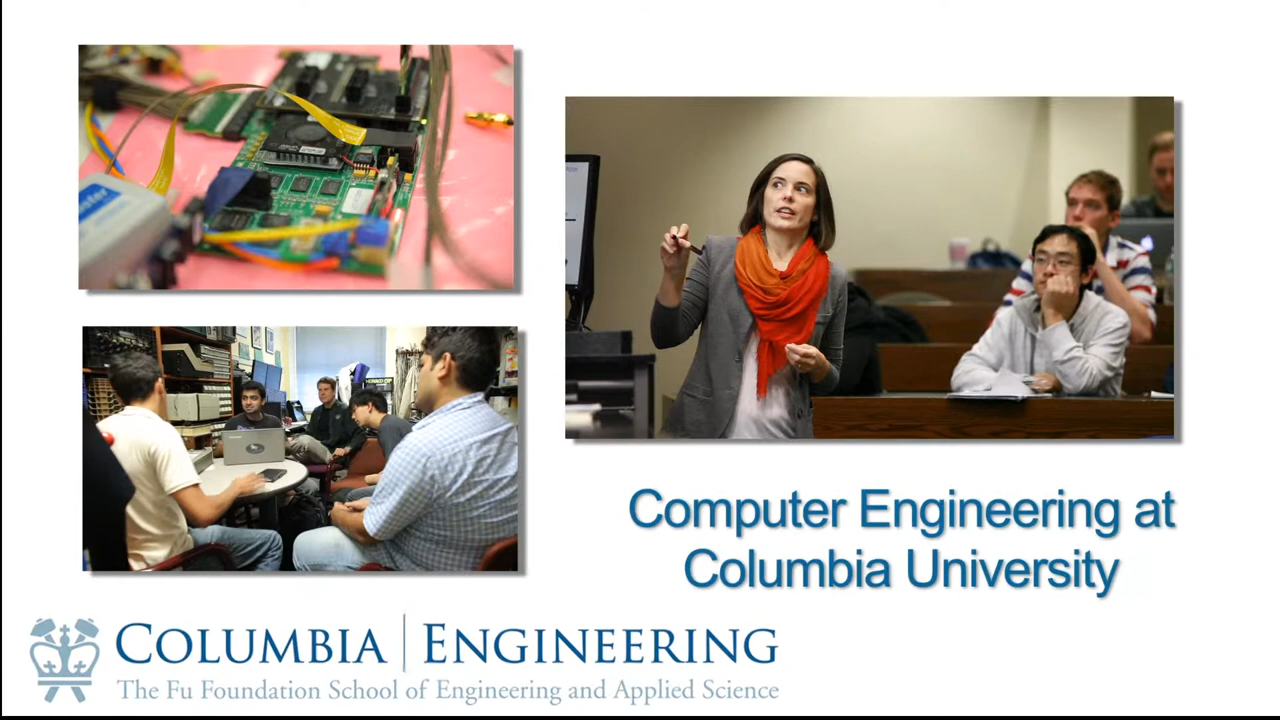 Computer Engineering at
Columbia University
COLUMBIA | ENGINEERING
The Fu Foundation School of Engineering and Applied Science